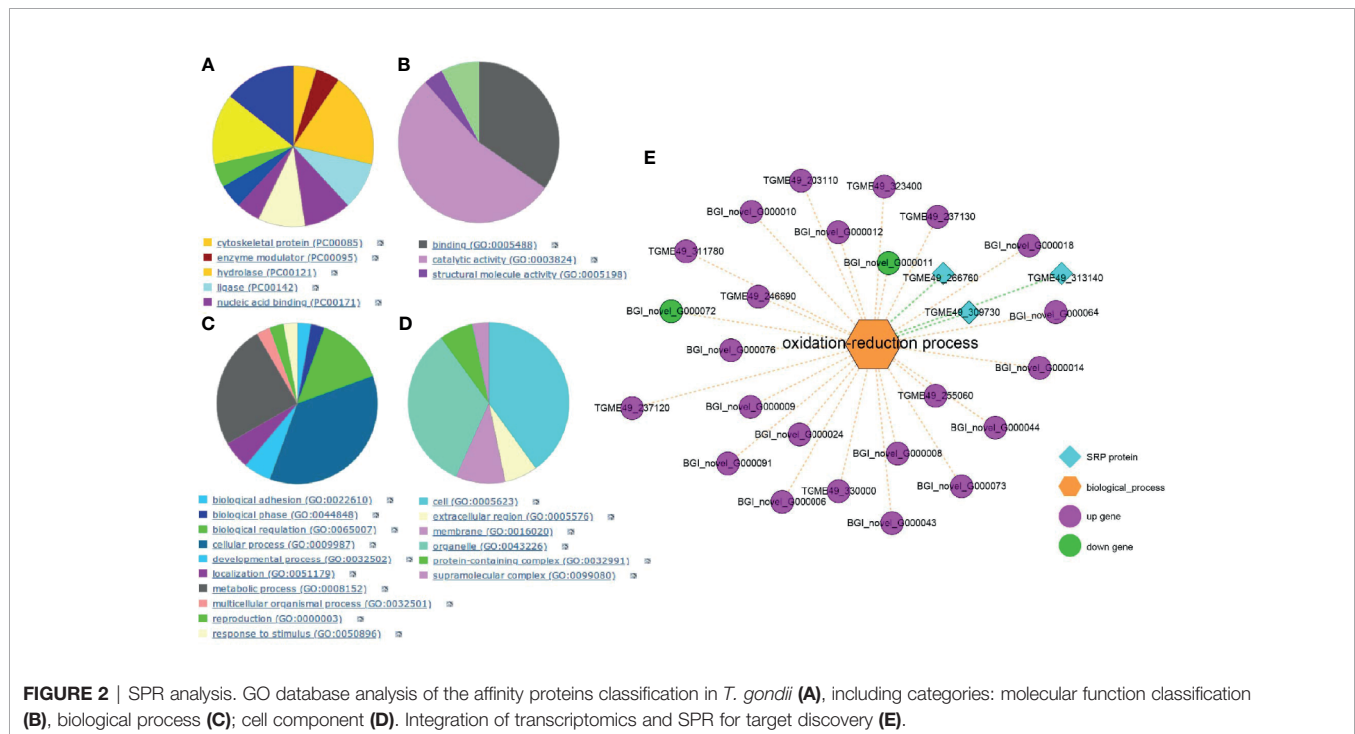 A
B
cytoskeletal protein (PC00085)
enzyme modulator (PC00095)
hydrolase (PC00121)
ligase (PC00142)
nucleic acid binding (PC00171)
binding (GO:0005488)
catalytic activity (GO:0003824)
structural molecule activity (GO:0005198)
C
D
biological adhesion (GO:0022610)
biological phase (GO:0044848)
biological regulation (GO:0065007)
cellular process (GO:0009987)
developmental process (GO:0032502)
localization (GO:0051179)
metabolic process (GO:0008152)
multicellular organismal process (GO:0032501)
reproduction (GO:0000003)
response to stimulus (GO:0050896)
cell (GO:0005623)
extracellular region (GO:0005576)
membrane (GO:0016020)
organelle (GO:0043226)
protein-containing complex (GO:0032991)
supramolecular complex (GO:0099080)
E
TGME49_203110
TGME49_323400
BGI_novel_G000010
TGME49_237130
BGI_novel_G000012
BGI_novel_G000018
TGME49_311780
BGI_novel_G000011
TGME49_266760
TGME49_313140
TGME49_246690
BGI_novel_G000072
TGME49_309730
BGI_novel_G000064
oxidation-reduction process
BGI_novel_G000076
BGI_novel_G000014
TGME49_255060
TGME49_237120
BGI_novel_G000009
BGI_novel_G000044
BGI_novel_G000024
BGI_novel_G000008
BGI_novel_G000091
BGI_novel_G000073
TGME49_330000
BGI_novel_G000006
BGI_novel_G000043
SRP protein
biological_process
up gene
down gene
FIGURE 2 | SPR analysis. GO database analysis of the affinity proteins classification in T. gondii (A), including categories: molecular function classification
(B), biological process (C); cell component (D). Integration of transcriptomics and SPR for target discovery (E).